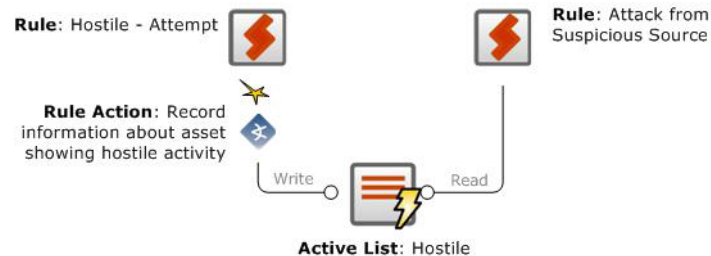 Rule: Hostile - Attempt
Rule: Attack from
Suspicious Source
Rule Action: Record
information about asset
showing hostile activity
Write
Read
Active List: Hostile